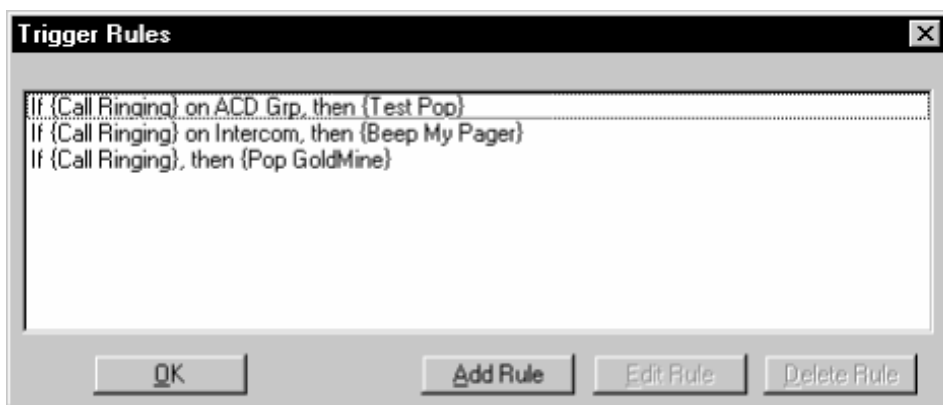 Trigger Rules
If {Call Ringing} on ACD Grp, then {Test Pop}
If {Call Ringing} on Intercom, then {Beep My Pager}
If {Call Ringing}, then {Pop GoldMine}
OK Add Rule Edit Rule Delete Rule